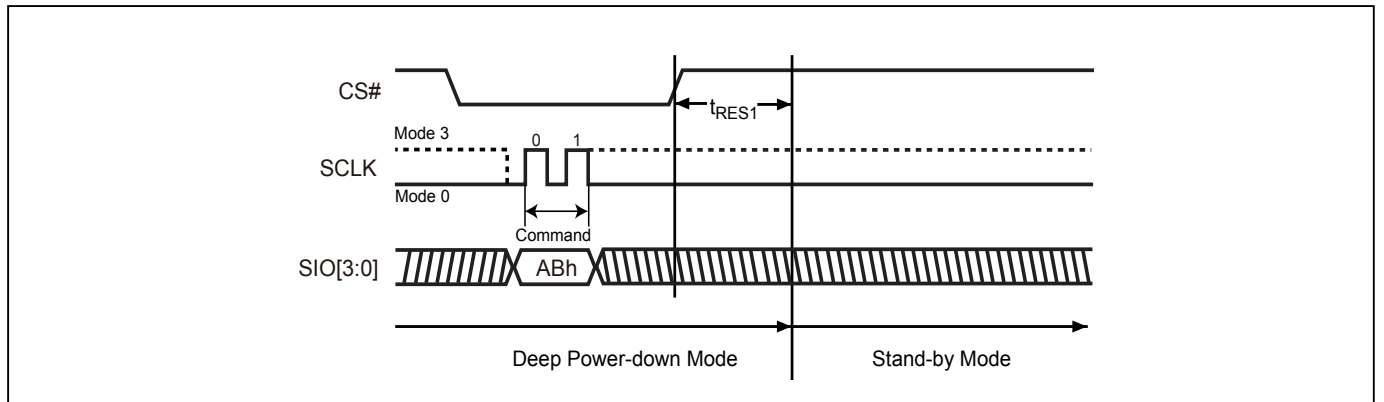 CS#
tRES1
Mode 3
0 1
SCLK
Mode 0
Command
SIO[3:0]
ABh
Deep Power-down Mode
Stand-by Mode